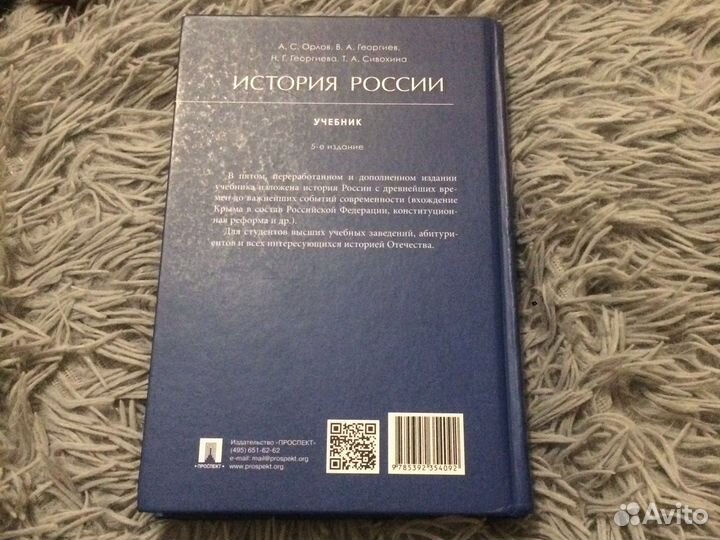 А. С. Орлов, В. А. Георгиев,
Н. Г. Георгиева, Т. А. Сивохина
ИСТОРИЯ РОССИИ
УЧЕБНИК
5-е издание
В пятом, переработанном и дополненном издании
учебника изложена история России с древнейших вре-
мен до важнейших событий современности (вхождение
Крыма в состав Российской Федерации, конституцион-
ная реформа и др.).
Для студентов высших учебных заведений, абитури-
ентов и всех интересующихся историей Отечества.
•ПРОСПЕКТ•
Издательство «ПРОСПЕКТ»
(495) 651-62-62
e-mail: mail@prospekt.org
www.prospekt.org
9 785392 354092
Avito